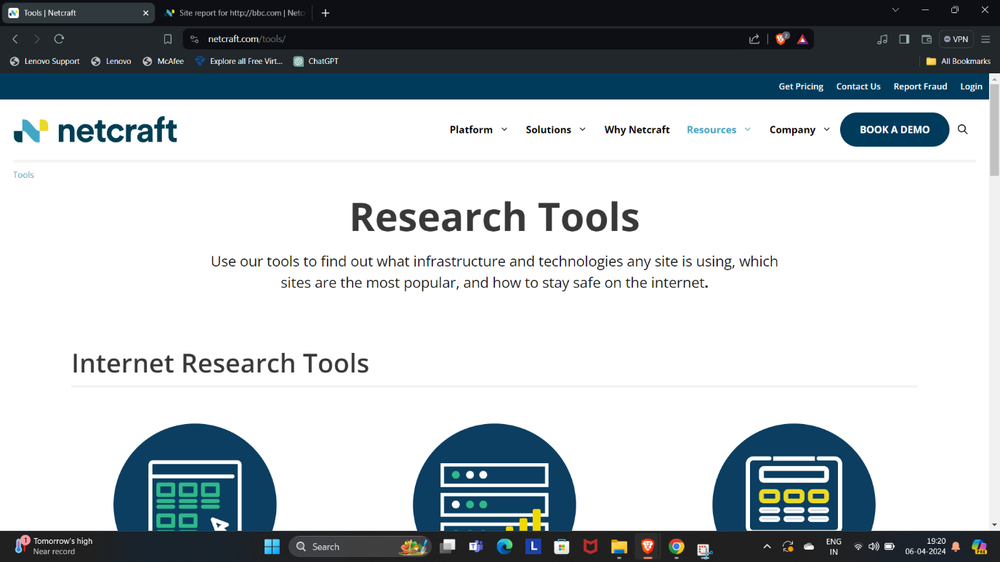 Tools | Netcraft
Site report for http://bbc.com | Netc
netcraft.com/tools/
2
VPN
Lenovo Support
Lenovo
McAfee
Explore all Free Virt...
ChatGPT
All Bookmarks
Get Pricing
Contact Us
Report Fraud
Login
netcraft
Platform
Solutions
Why Netcraft
Resources
Company
BOOK A DEMO
Tools
Research Tools
Use our tools to find out what infrastructure and technologies any site is using, which
sites are the most popular, and how to stay safe on the internet.
Internet Research Tools
1
Tomorrow's high
Near record
Search
L
ENG
IN
19:20
06-04-2024
PRE